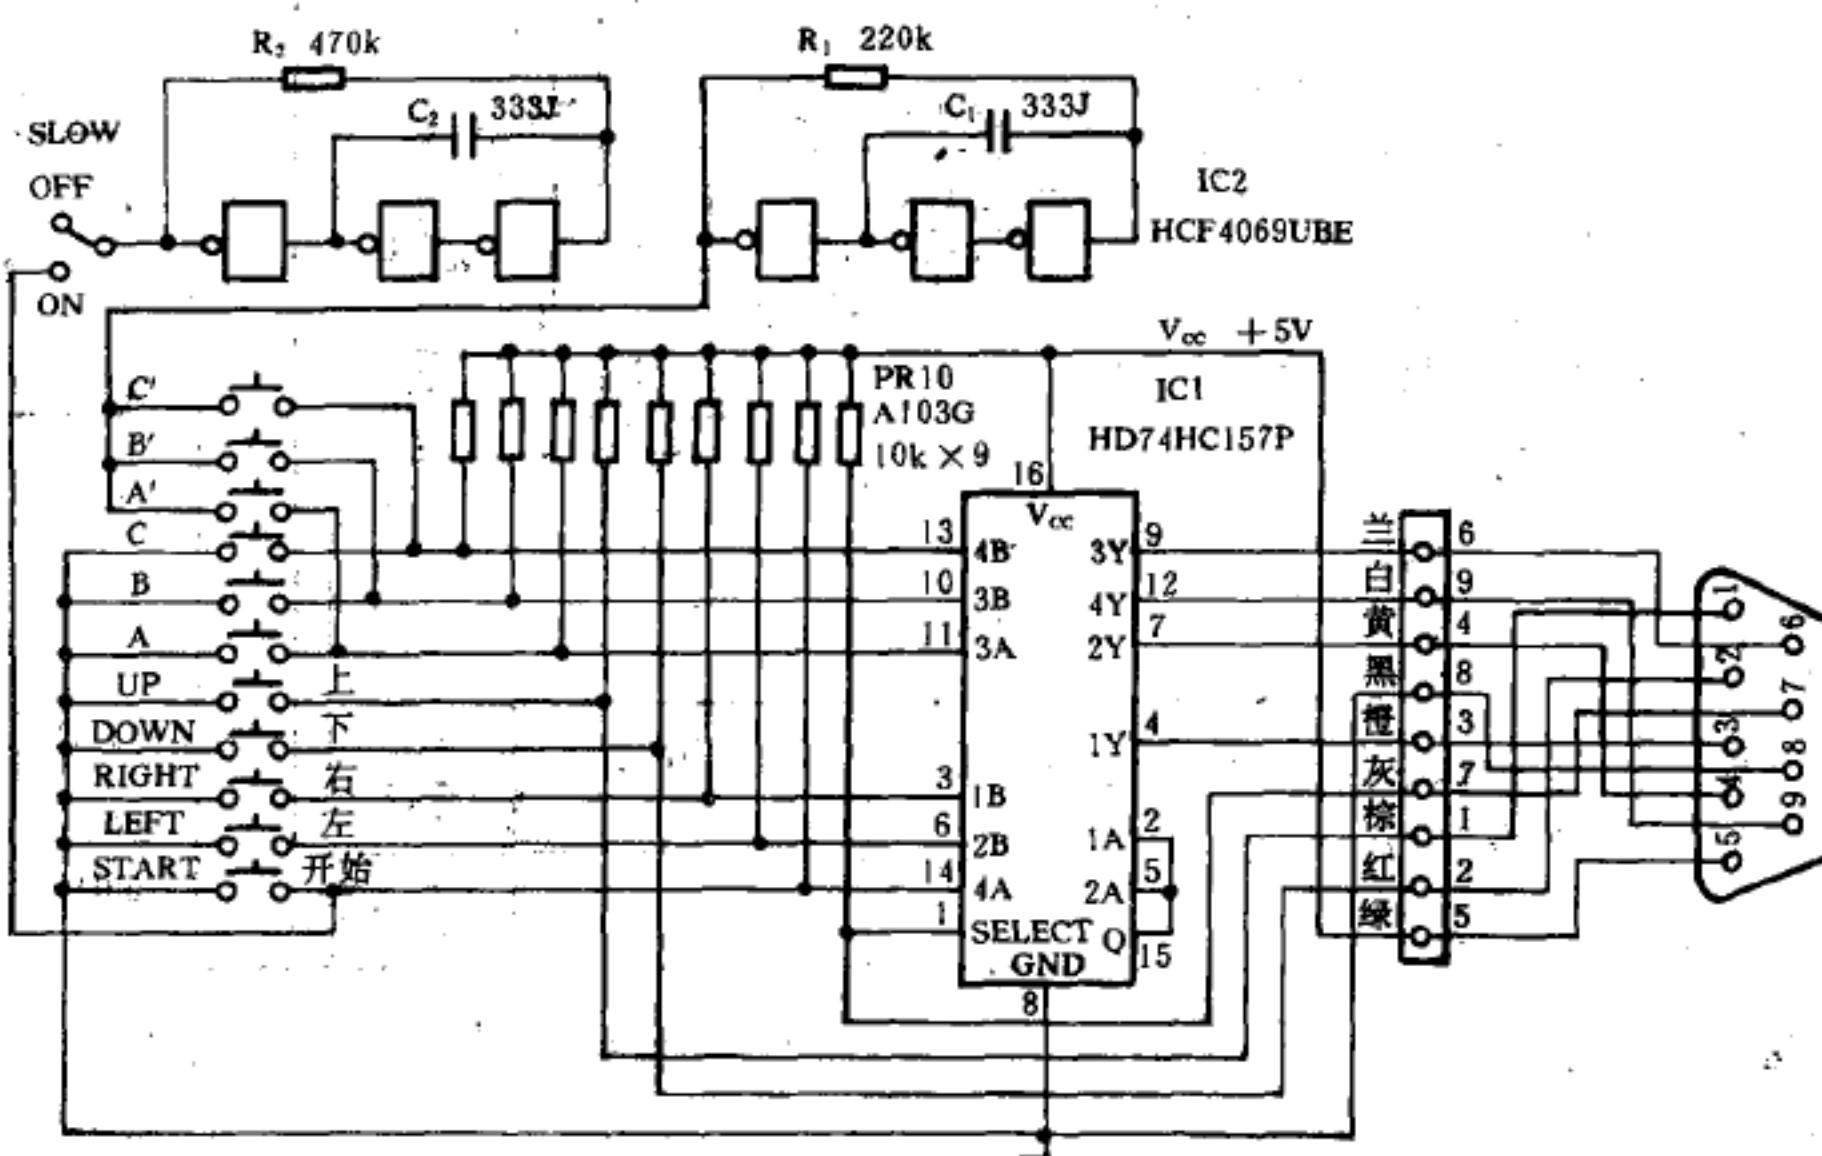 R₂ 470k
R₁ 220k
C₂ 333J
C₁ 333J
SLOW
OFF
ON
IC2
HCF4069UBE
Vcc +5V
PR10
A103G
10k×9
IC1
HD74HC157P
C'
B'
A'
C
B
A
UP 上
DOWN 下
RIGHT 右
LEFT 左
START 开始
16
Vcc
13 4B
10 3B
11 3A
3 1B
6 2B
14 4A
1 SELECT
GND
8
3Y 9
4Y 12
2Y 7
1Y 4
1A 2
2A 5
Q 15
兰 6
白 9
黄 4
黑 8
橙 3
灰 7
棕 1
红 2
绿 5
1
2
3
4
5
6
7
8
9